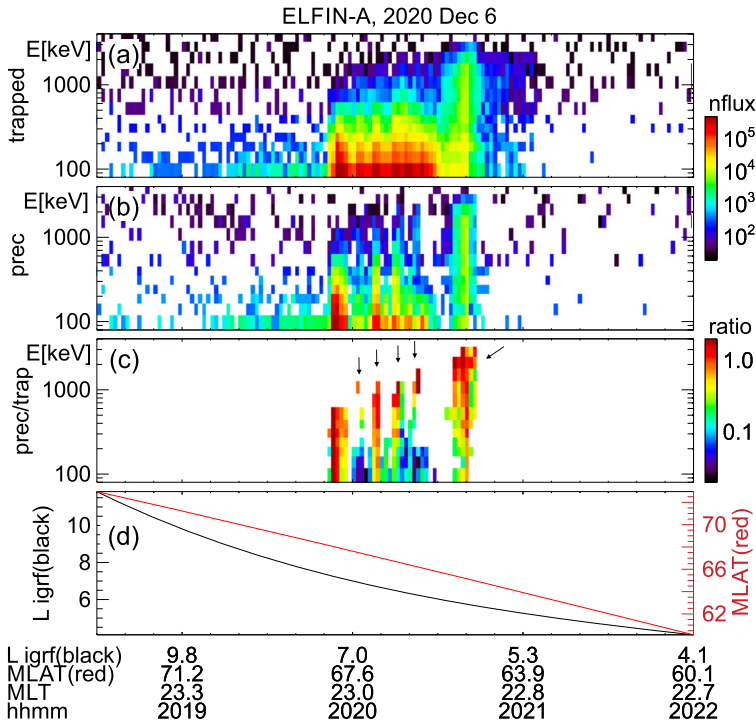 ELFIN-A, 2020 Dec 6
E[keV]
(a)
1000
100
trapped
nflux
10^5
10^4
10^3
10^2
E[keV]
(b)
1000
100
prec
E[keV]
(c)
1000
100
prec/trap
ratio
1.0
0.1
(d)
10
8
6
L igrf(black)
70
66
62
MLAT(red)
L igrf(black) 9.8 7.0 5.3 4.1
MLAT(red) 71.2 67.6 63.9 60.1
MLT 23.3 23.0 22.8 22.7
hhmm 2019 2020 2021 2022